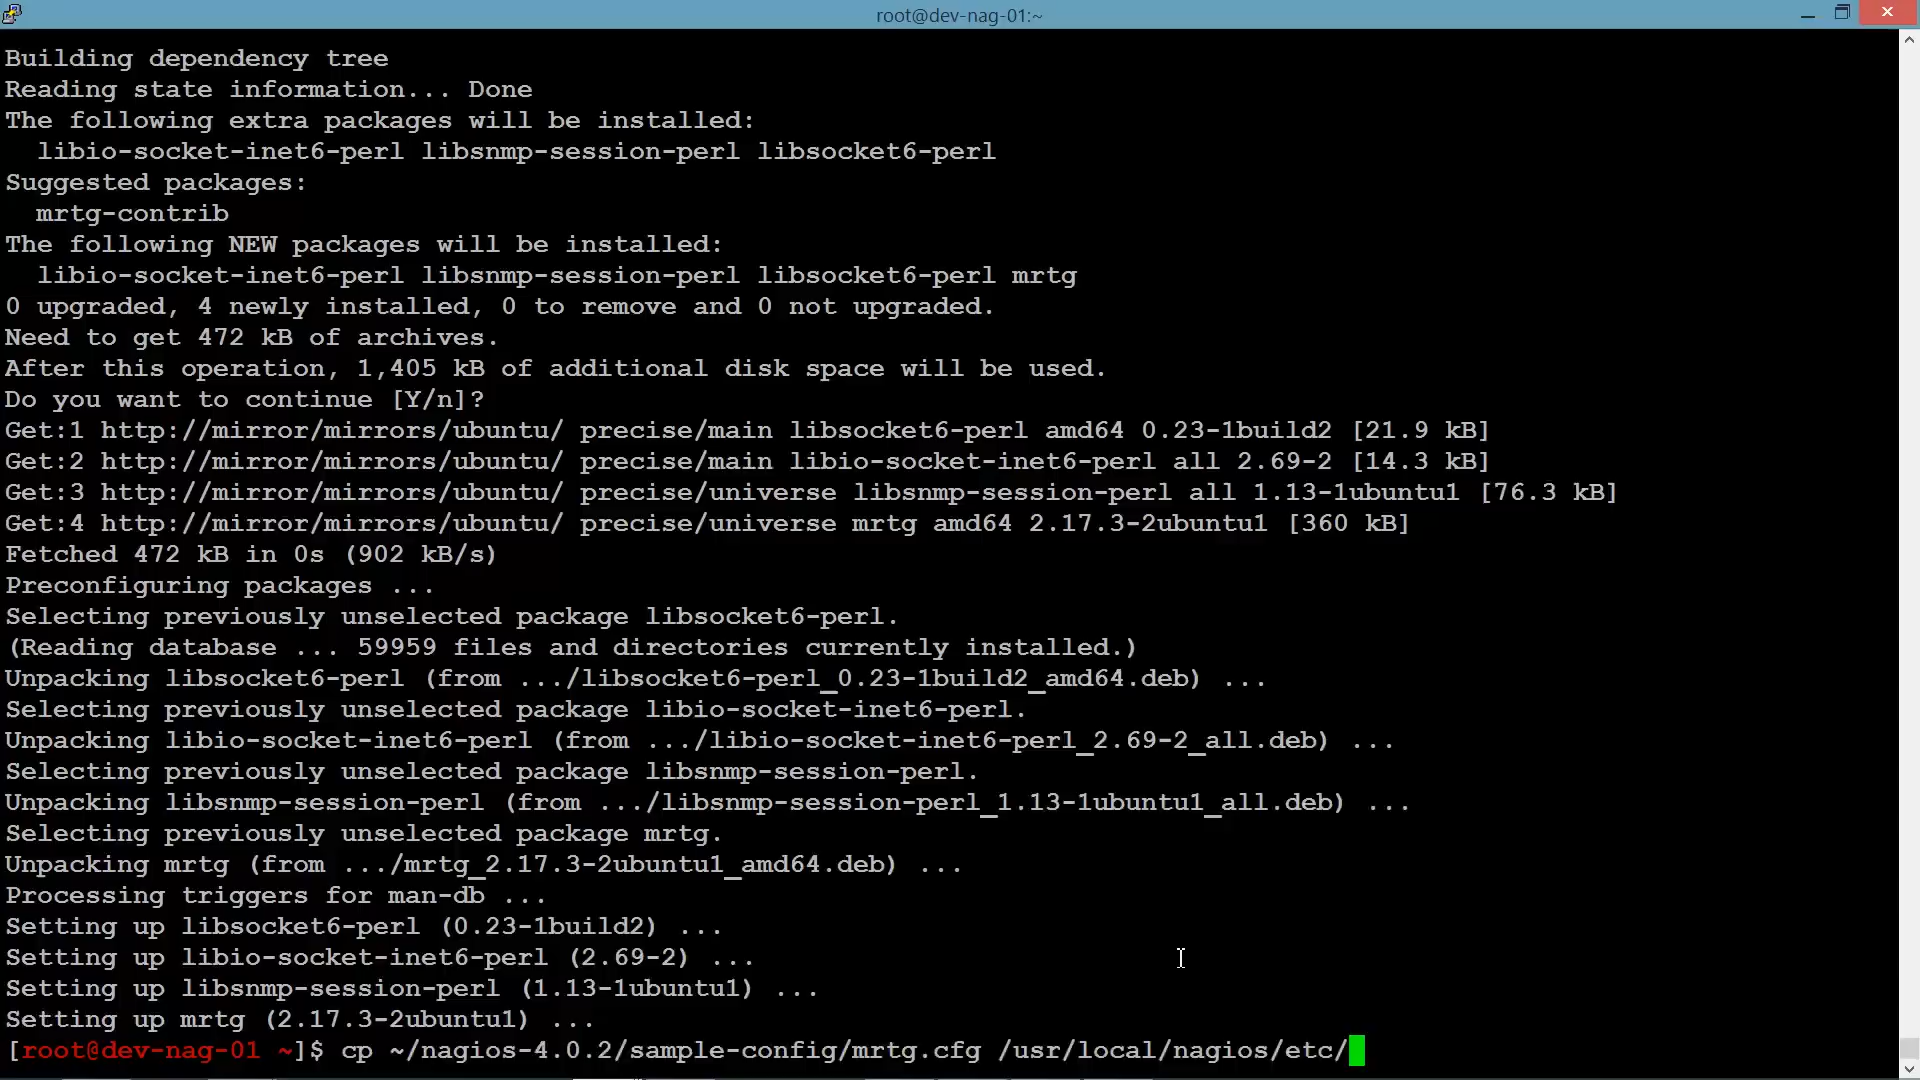 root@dev-nag-01:~
Building dependency tree
Reading state information... Done
The following extra packages will be installed:
  libio-socket-inet6-perl libsnmp-session-perl libsocket6-perl
Suggested packages:
  mrtg-contrib
The following NEW packages will be installed:
  libio-socket-inet6-perl libsnmp-session-perl libsocket6-perl mrtg
0 upgraded, 4 newly installed, 0 to remove and 0 not upgraded.
Need to get 472 kB of archives.
After this operation, 1,405 kB of additional disk space will be used.
Do you want to continue [Y/n]?
Get:1 http://mirror/mirrors/ubuntu/ precise/main libsocket6-perl amd64 0.23-1build2 [21.9 kB]
Get:2 http://mirror/mirrors/ubuntu/ precise/main libio-socket-inet6-perl all 2.69-2 [14.3 kB]
Get:3 http://mirror/mirrors/ubuntu/ precise/universe libsnmp-session-perl all 1.13-1ubuntu1 [76.3 kB]
Get:4 http://mirror/mirrors/ubuntu/ precise/universe mrtg amd64 2.17.3-2ubuntu1 [360 kB]
Fetched 472 kB in 0s (902 kB/s)
Preconfiguring packages ...
Selecting previously unselected package libsocket6-perl.
(Reading database ... 59959 files and directories currently installed.)
Unpacking libsocket6-perl (from .../libsocket6-perl_0.23-1build2_amd64.deb) ...
Selecting previously unselected package libio-socket-inet6-perl.
Unpacking libio-socket-inet6-perl (from .../libio-socket-inet6-perl_2.69-2_all.deb) ...
Selecting previously unselected package libsnmp-session-perl.
Unpacking libsnmp-session-perl (from .../libsnmp-session-perl_1.13-1ubuntu1_all.deb) ...
Selecting previously unselected package mrtg.
Unpacking mrtg (from .../mrtg_2.17.3-2ubuntu1_amd64.deb) ...
Processing triggers for man-db ...
Setting up libsocket6-perl (0.23-1build2) ...
Setting up libio-socket-inet6-perl (2.69-2) ...
Setting up libsnmp-session-perl (1.13-1ubuntu1) ...
Setting up mrtg (2.17.3-2ubuntu1) ...
[root@dev-nag-01 ~]$ cp ~/nagios-4.0.2/sample-config/mrtg.cfg /usr/local/nagios/etc/